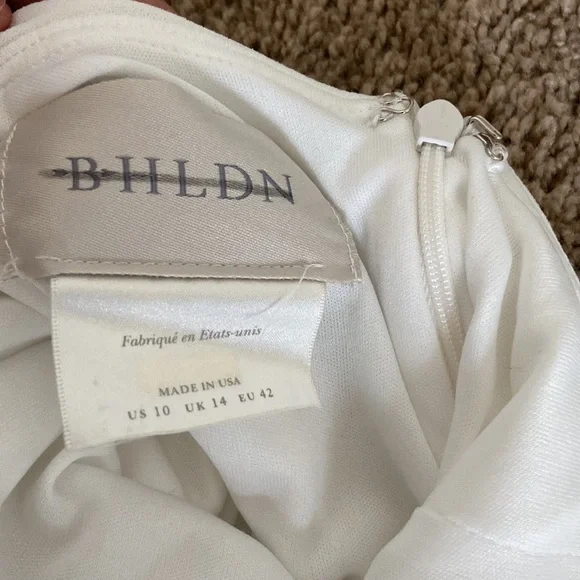 BHLDN
Fabriqué en Etats-unis
MADE IN USA
US 10 UK 14 EU 42